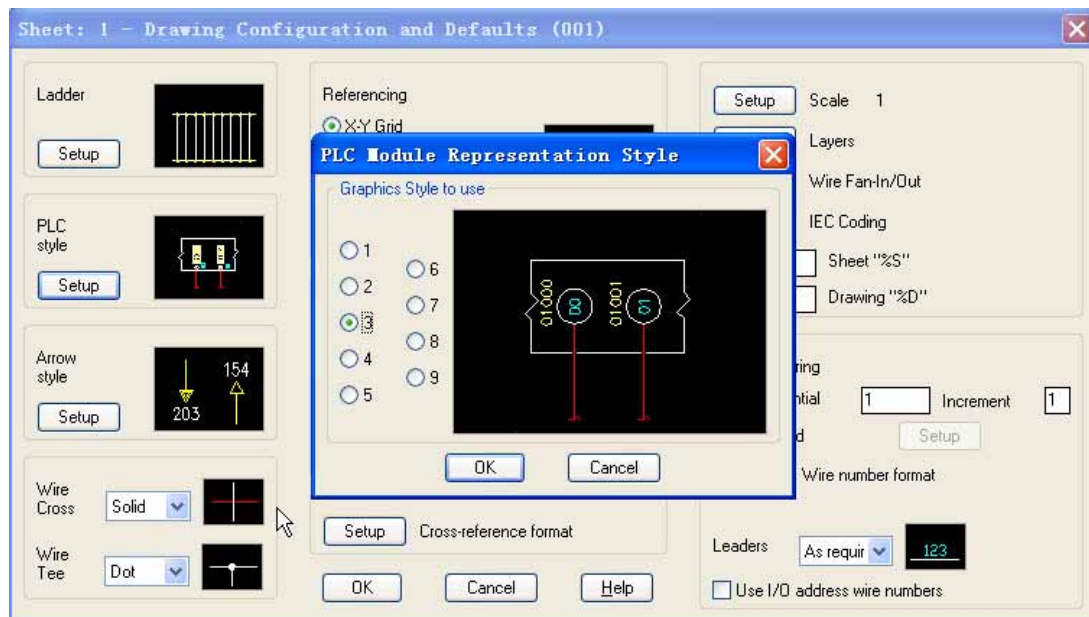 Sheet: 1 - Drawing Configuration and Defaults (001)
Ladder
Setup
PLC
style
Setup
Arrow
style
Setup
154
203
Wire
Cross
Solid
Wire
Tee
Dot
Referencing
X-Y Grid
PLC Module Representation Style
Graphics Style to use
1
2
3
4
5
6
7
8
9
01000
00
01001
01
OK
Cancel
Setup
Cross-reference format
OK
Cancel
Help
Setup
Scale 1
Layers
Wire Fan-In/Out
IEC Coding
Sheet "%S"
Drawing "%D"
ring
ntial
1
Increment
1
d
Setup
Wire number format
Leaders
As requir
123
Use I/O address wire numbers